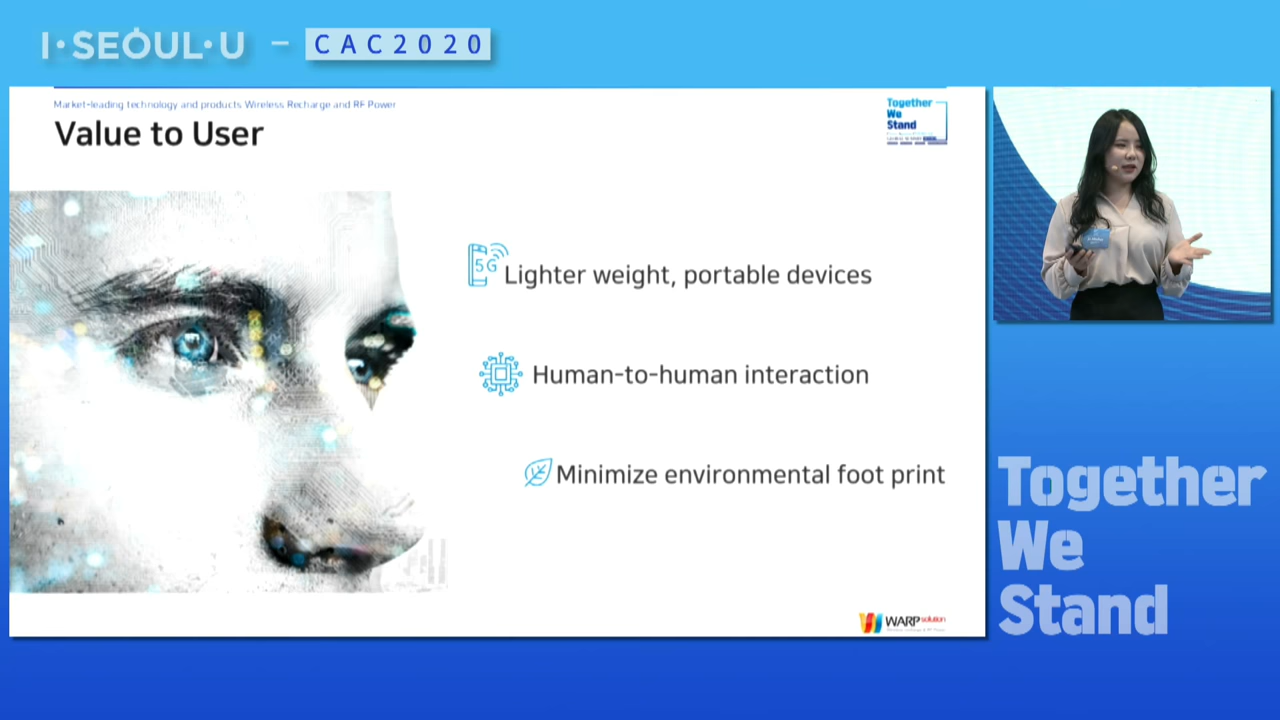 I·SEOUL·U – CAC2020
Market-leading technology and products Wireless Recharge and RF Power
Value to User
Together
We
Stand
5G
Lighter weight, portable devices
Human-to-human interaction
Minimize environmental foot print
WARP solution
Together
We
Stand